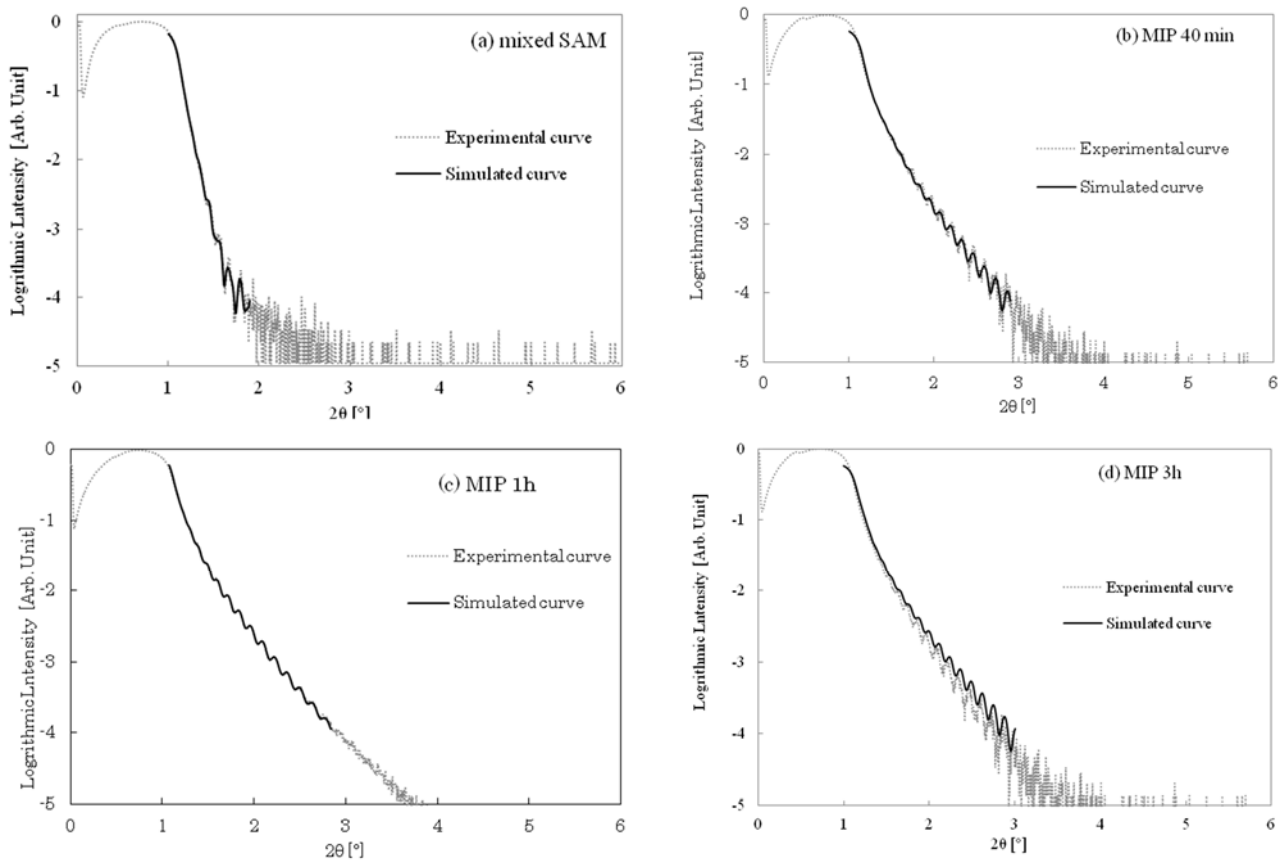 (a) mixed SAM
Logrithmic Lntensity [Arb. Unit]
0
-1
-2
-3
-4
-5
Experimental curve
Simulated curve
0 1 2 3 4 5 6
2θ [°]
(b) MIP 40 min
Logrithmic Lntensity [Arb. Unit]
0
-1
-2
-3
-4
-5
Experimental curve
Simulated curve
0 1 2 3 4 5 6
2θ [°]
(c) MIP 1h
Logrithmic Lntensity [Arb. Unit]
0
-1
-2
-3
-4
-5
Experimental curve
Simulated curve
0 1 2 3 4 5 6
2θ [°]
(d) MIP 3h
Logrithmic Lntensity [Arb. Unit]
0
-1
-2
-3
-4
-5
Experimental curve
Simulated curve
0 1 2 3 4 5 6
2θ [°]